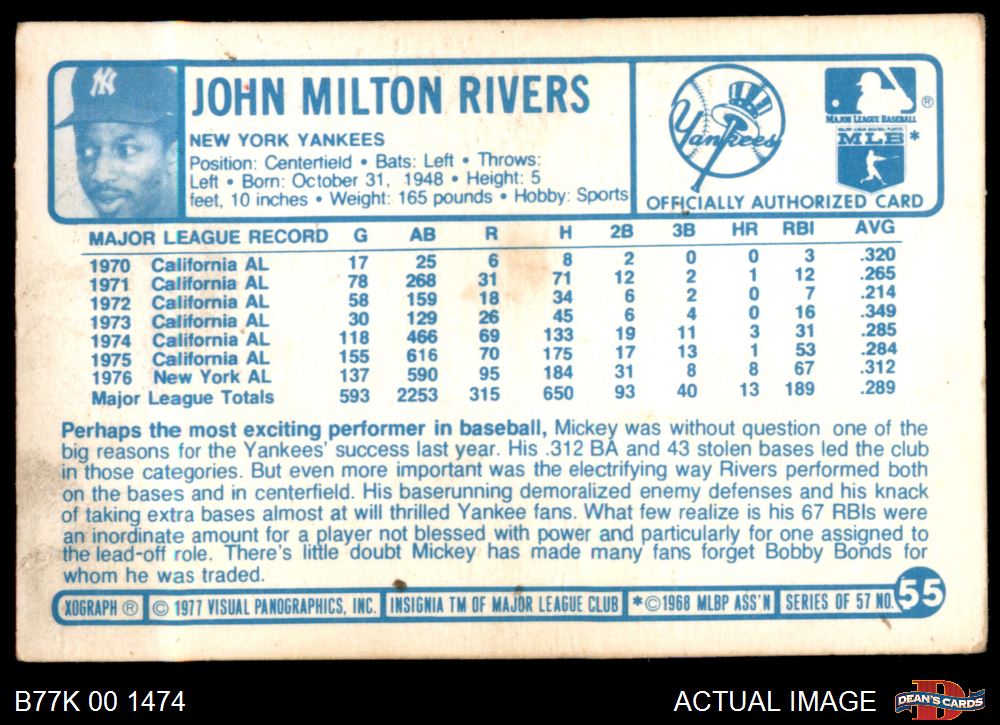 NY
JOHN MILTON RIVERS
NEW YORK YANKEES
Position: Centerfield • Bats: Left • Throws:
Left • Born: October 31, 1948 • Height: 5
feet, 10 inches • Weight: 165 pounds • Hobby: Sports
Yankees
®
MAJOR LEAGUE BASEBALL
MAJOR LEAGUE BASEBALL PLAYERS
MLB *
OFFICIALLY AUTHORIZED CARD
MAJOR LEAGUE RECORD G AB R H 2B 3B HR RBI AVG
1970 California AL 17 25 6 8 2 0 0 3 .320
1971 California AL 78 268 31 71 12 2 1 12 .265
1972 California AL 58 159 18 34 6 2 0 7 .214
1973 California AL 30 129 26 45 6 4 0 16 .349
1974 California AL 118 466 69 133 19 11 3 31 .285
1975 California AL 155 616 70 175 17 13 1 53 .284
1976 New York AL 137 590 95 184 31 8 8 67 .312
Major League Totals 593 2253 315 650 93 40 13 189 .289
Perhaps the most exciting performer in baseball, Mickey was without question one of the
big reasons for the Yankees' success last year. His .312 BA and 43 stolen bases led the club
in those categories. But even more important was the electrifying way Rivers performed both
on the bases and in centerfield. His baserunning demoralized enemy defenses and his knack
of taking extra bases almost at will thrilled Yankee fans. What few realize is his 67 RBIs were
an inordinate amount for a player not blessed with power and particularly for one assigned to
the lead-off role. There's little doubt Mickey has made many fans forget Bobby Bonds for
whom he was traded.
XOGRAPH ® © 1977 VISUAL PANOGRAPHICS, INC. INSIGNIA TM OF MAJOR LEAGUE CLUB *©1968 MLBP ASS'N SERIES OF 57 NO. 55
B77K 00 1474
ACTUAL IMAGE
D
DEAN'S CARDS